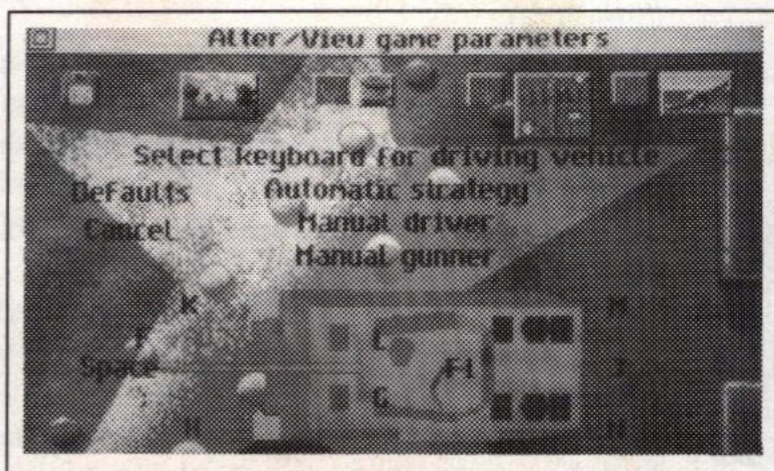 Alter/View game parameters
Select keyboard for driving vehicle
Defaults
Automatic strategy
Cancel
Manual driver
Manual gunner
K
M
Space
F1
G